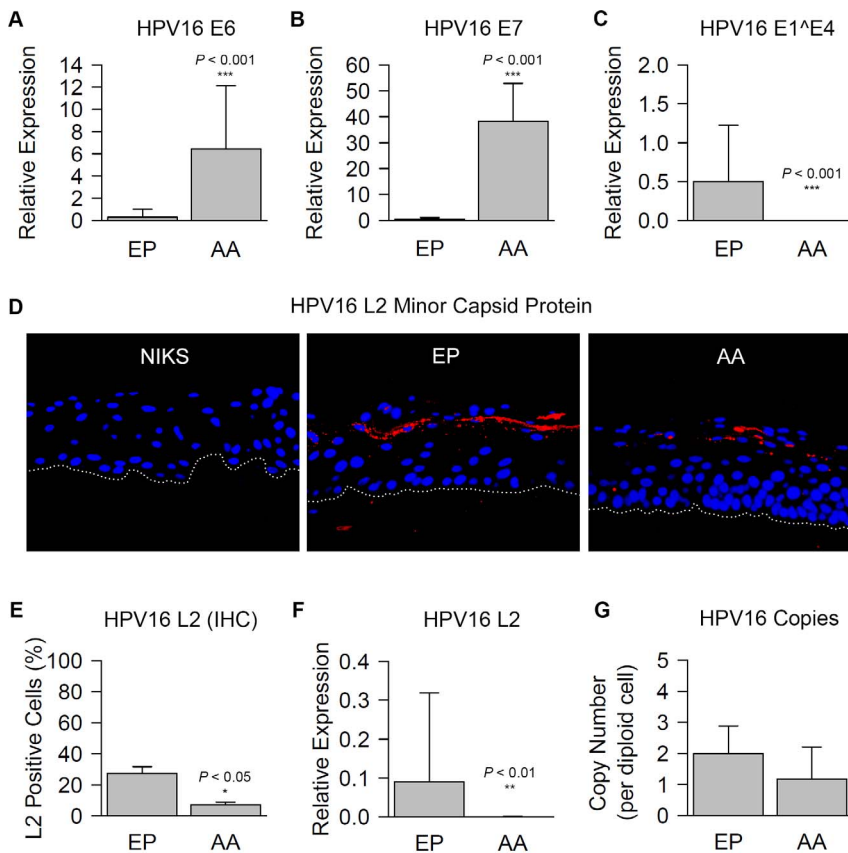 A
HPV16 E6
Relative Expression
14
12
10
8
6
4
2
0
P < 0.001
***
EP
AA
B
HPV16 E7
Relative Expression
60
50
40
30
20
10
0
P < 0.001
***
EP
AA
C
HPV16 E1^E4
Relative Expression
2.0
1.5
1.0
0.5
0.0
P < 0.001
***
EP
AA
D
HPV16 L2 Minor Capsid Protein
NIKS
EP
AA
E
HPV16 L2 (IHC)
L2 Positive Cells (%)
100
80
60
40
20
0
P < 0.05
*
EP
AA
F
HPV16 L2
Relative Expression
0.4
0.3
0.2
0.1
0.0
P < 0.01
**
EP
AA
G
HPV16 Copies
Copy Number
(per diploid cell)
5
4
3
2
1
0
EP
AA